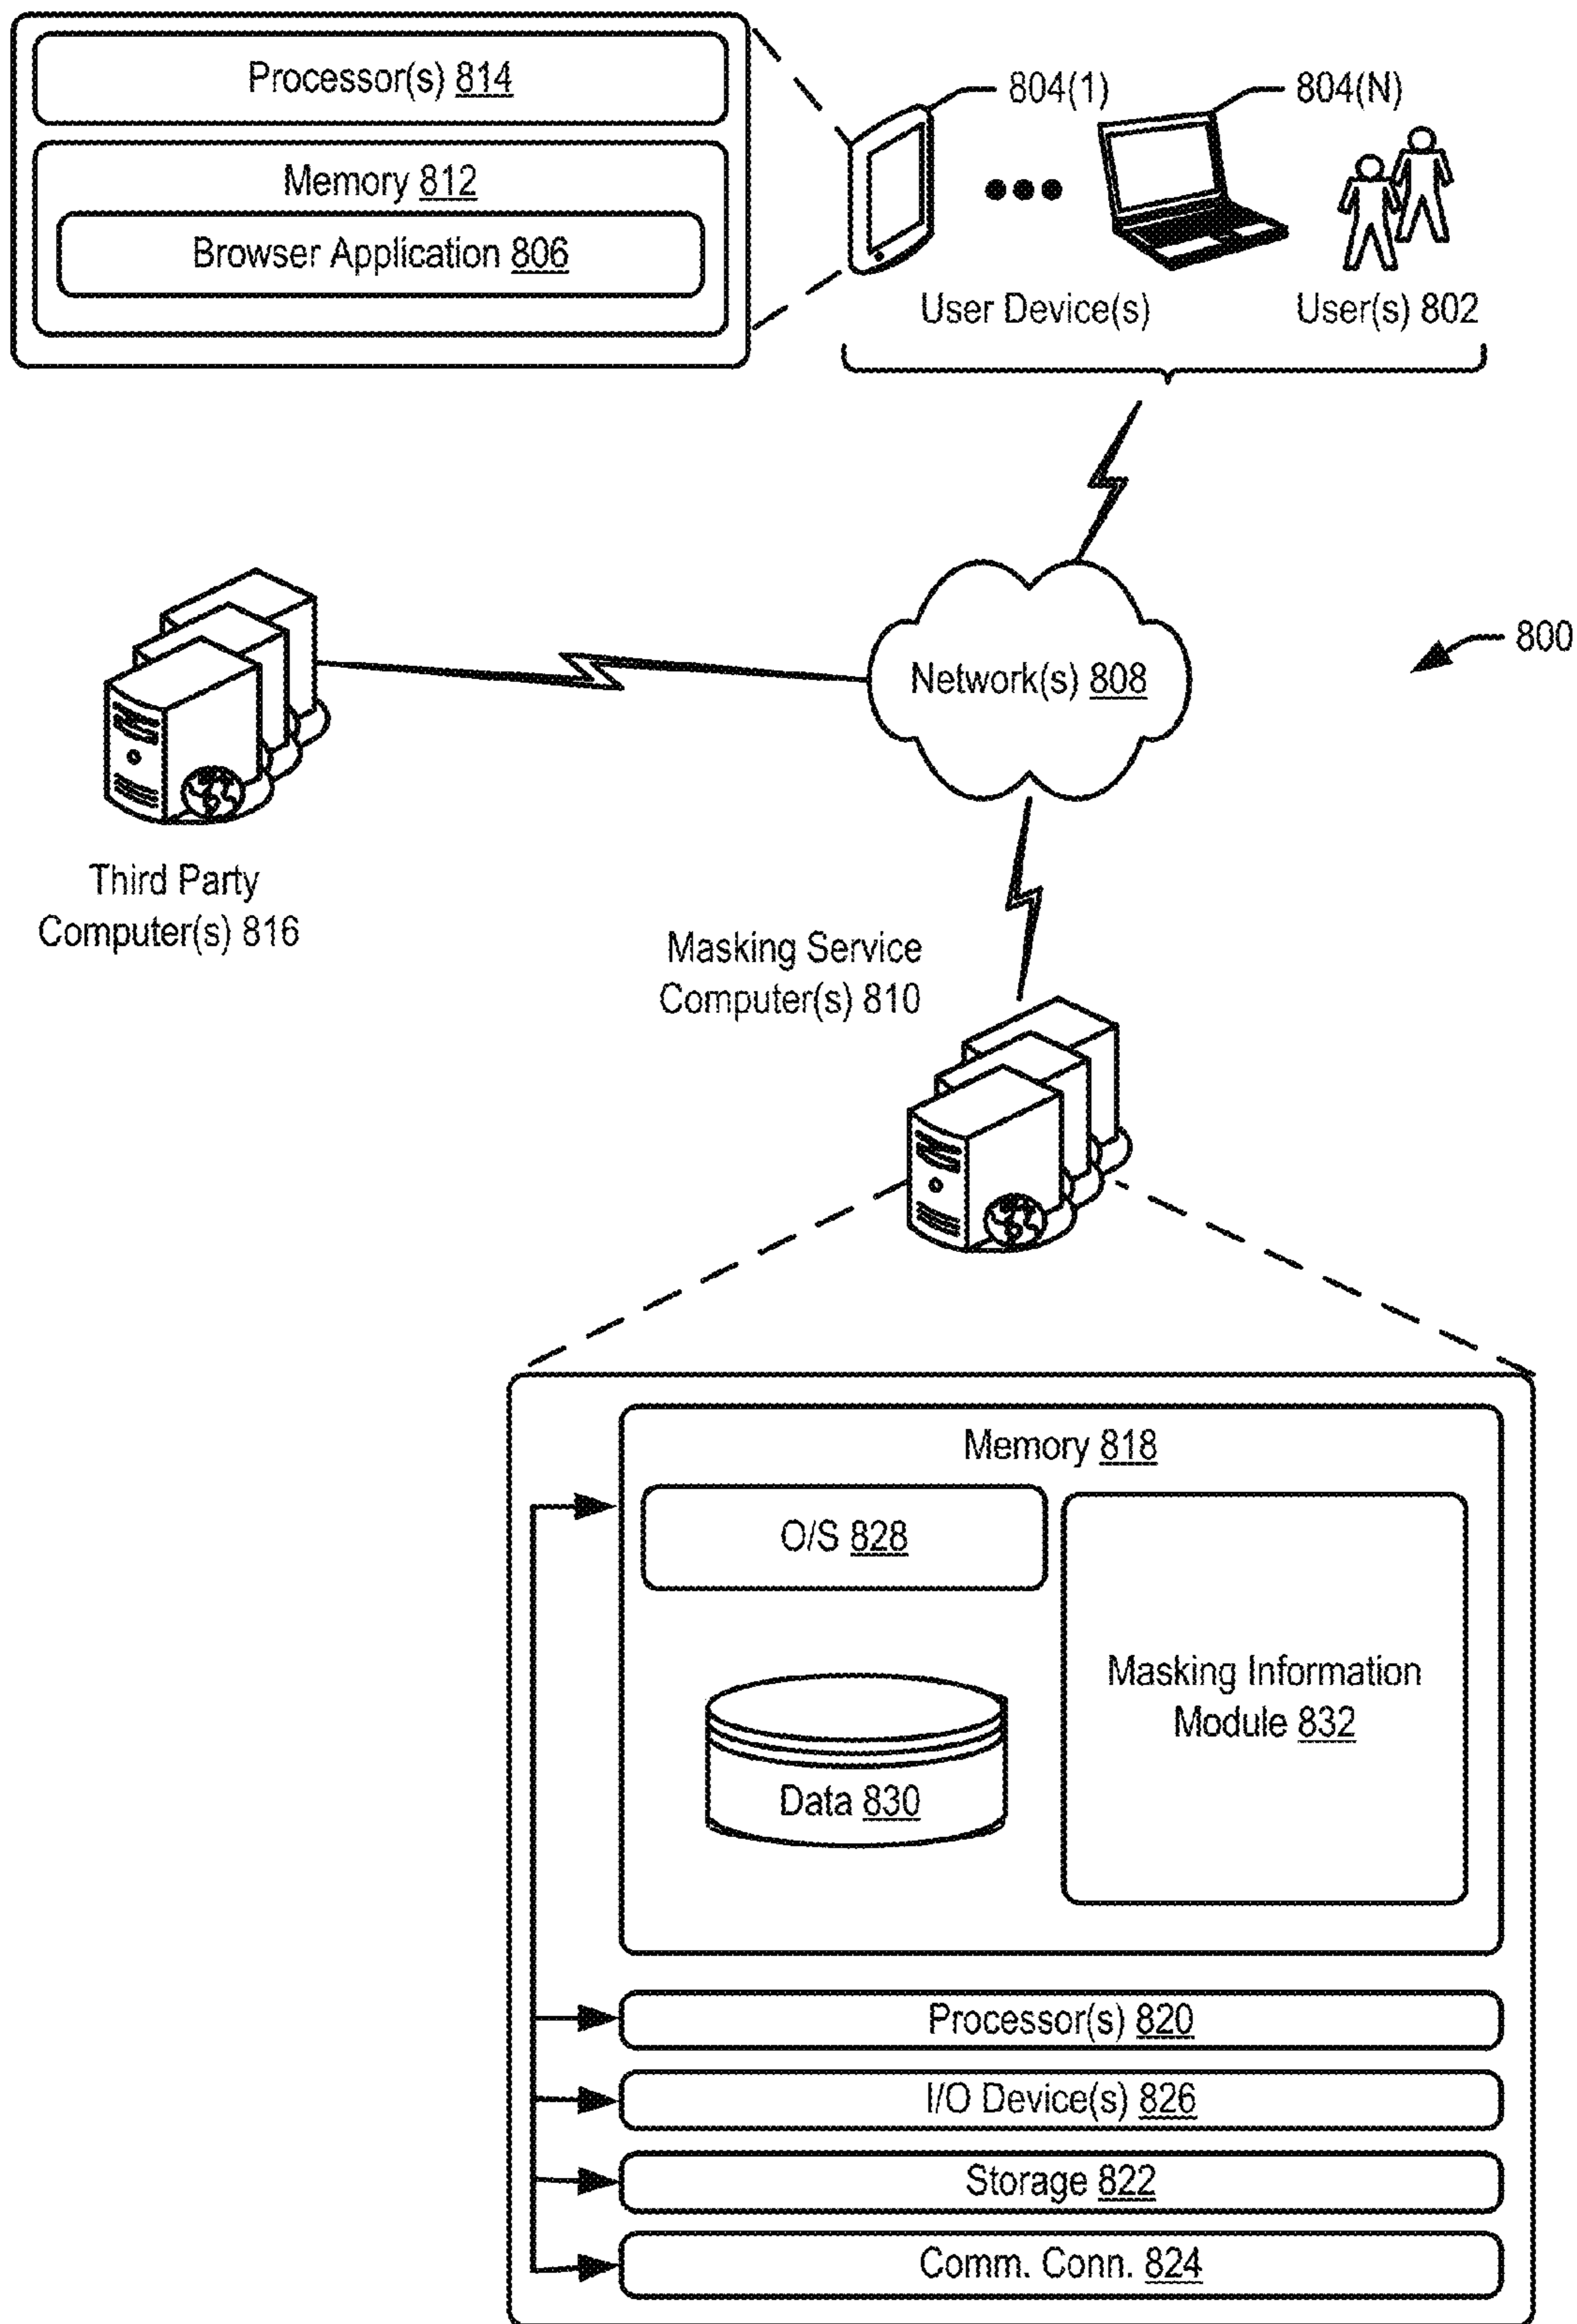 Processor(s) 814
Memory 812
Browser Application 806
804(1)
804(N)
User Device(s)
User(s) 802
Network(s) 808
800
Third Party
Computer(s) 816
Masking Service
Computer(s) 810
Memory 818
O/S 828
Masking Information
Module 832
Data 830
Processor(s) 820
I/O Device(s) 826
Storage 822
Comm. Conn. 824